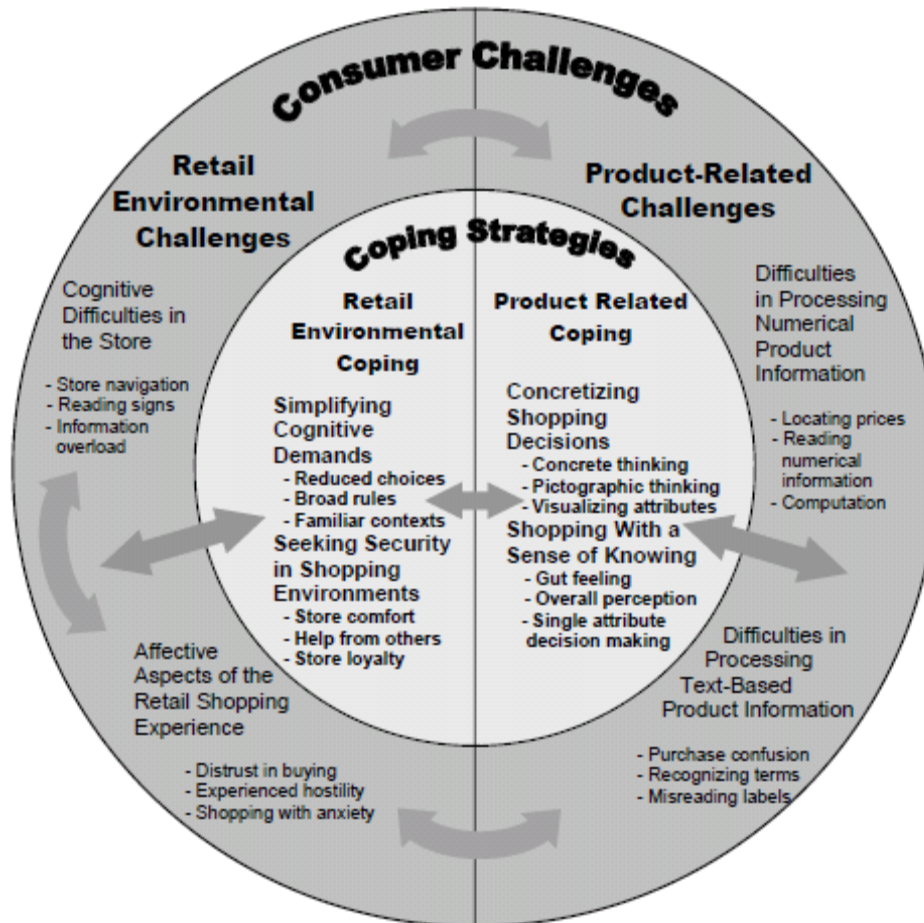 Consumer Challenges
Retail
Environmental
Challenges
Cognitive
Difficulties in
the Store
- Store navigation
- Reading signs
- Information
overload
Affective
Aspects of the
Retail Shopping
Experience
- Distrust in buying
- Experienced hostility
- Shopping with anxiety
Product-Related
Challenges
Difficulties
in Processing
Numerical
Product
Information
- Locating prices
- Reading
numerical
information
- Computation
Difficulties in
Processing
Text-Based
Product Information
- Purchase confusion
- Recognizing terms
- Misreading labels
Coping Strategies
Retail
Environmental
Coping
Simplifying
Cognitive
Demands
- Reduced choices
- Broad rules
- Familiar contexts
Seeking Security
in Shopping
Environments
- Store comfort
- Help from others
- Store loyalty
Product Related
Coping
Concretizing
Shopping
Decisions
- Concrete thinking
- Pictographic thinking
- Visualizing attributes
Shopping With a
Sense of Knowing
- Gut feeling
- Overall perception
- Single attribute
decision making